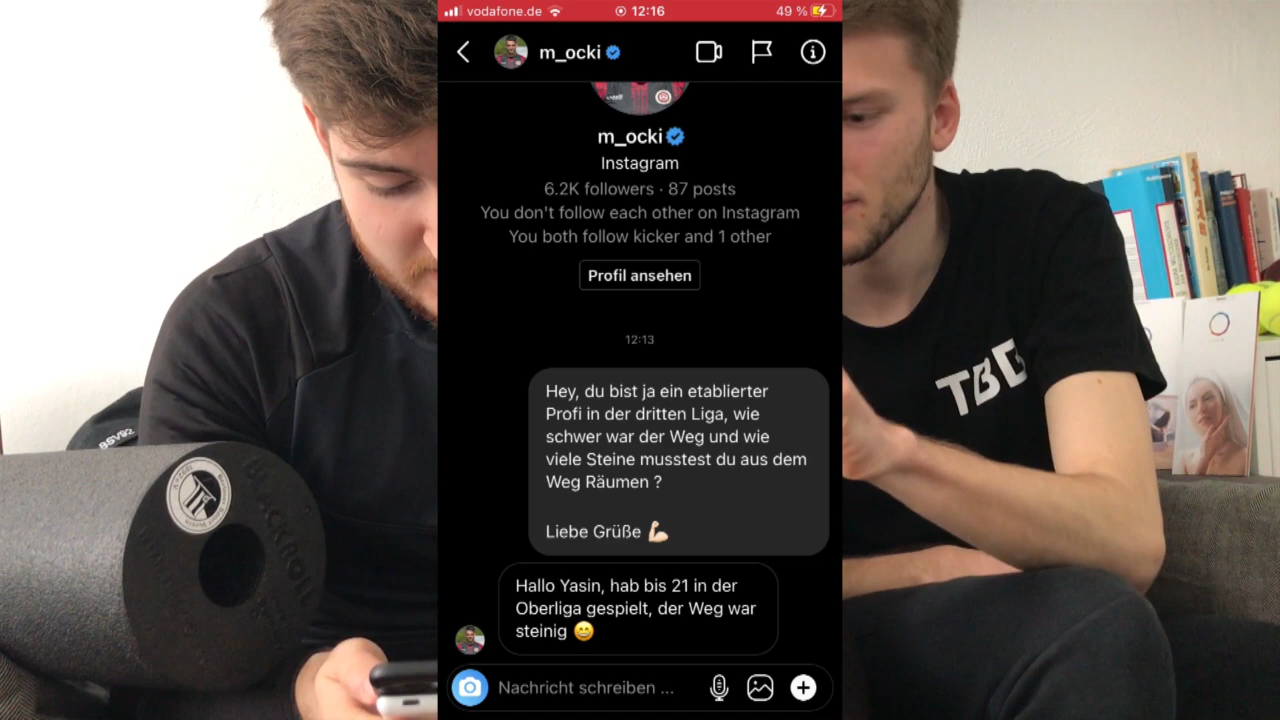 vodafone.de
12:16
49 %
m_ocki
m_ocki
Instagram
6.2K followers · 87 posts
You don't follow each other on Instagram
You both follow kicker and 1 other
Profil ansehen
12:13
Hey, du bist ja ein etablierter
Profi in der dritten Liga, wie
schwer war der Weg und wie
viele Steine musstest du aus dem
Weg Räumen ?
Liebe Grüße 💪🏻
Hallo Yasin, hab bis 21 in der
Oberliga gespielt, der Weg war
steinig 😁
Nachricht schreiben ...
BSV92
BLACKROLL
TBG